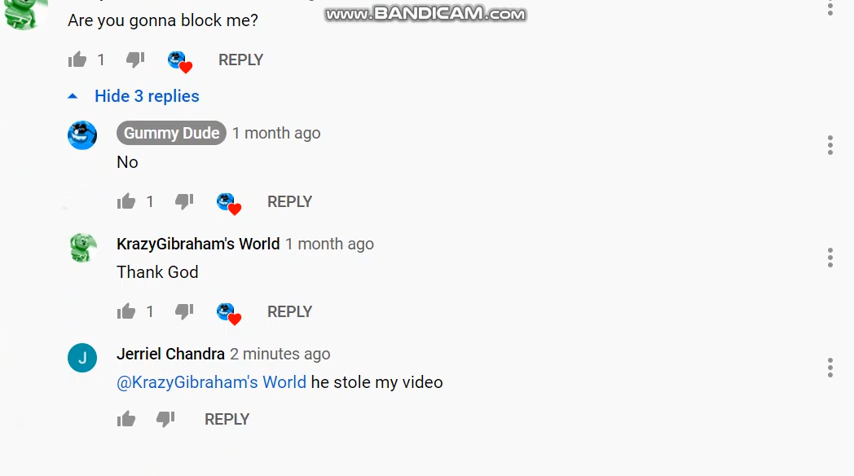 www.BANDICAM.com
Are you gonna block me?
1 REPLY
Hide 3 replies
Gummy Dude 1 month ago
No
1 REPLY
KrazyGibraham's World 1 month ago
Thank God
1 REPLY
J Jerriel Chandra 2 minutes ago
@KrazyGibraham's World he stole my video
REPLY